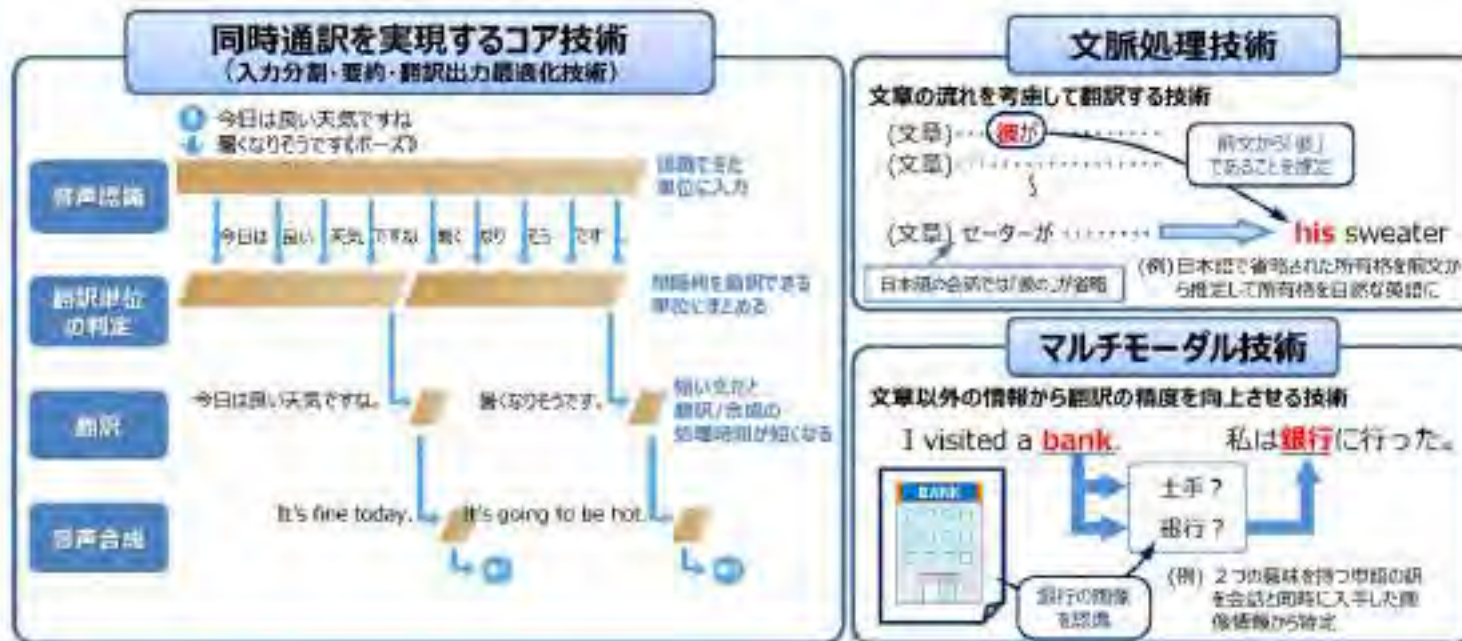 同時通訳を実現するコア技術
(入力分割・要約・翻訳出力最適化技術)
今日は良い天気ですね
暑くなりそうです《ポーズ》
音声認識
認識できた
単位に入力
今日は 良い 天気 ですね 暑く なり そう です 。
翻訳単位
の判定
翻訳できる
単位にまとめる
翻訳
今日は良い天気ですね。
暑くなりそうです。
短い文だと
翻訳/合成の
処理時間が短くなる
音声合成
It's fine today.
It's going to be hot.
文脈処理技術
文章の流れを考慮して翻訳する技術
(文章)‥‥彼が‥‥‥‥‥
(文章)‥‥‥‥‥‥‥‥
前文から「彼」
であることを推定
(文章) セーターが ‥‥‥‥‥
his sweater
日本語の会話では「彼の」が省略
(例)日本語で省略された所有格を前文か
ら推定して所有格を自然な英語に
マルチモーダル技術
文章以外の情報から翻訳の精度を向上させる技術
I visited a bank.
私は銀行に行った。
BANK
土手？
銀行？
銀行の画像
を認識
(例) 2つの意味を持つ単語の訳
を会話と同時に入手した画
像情報から特定